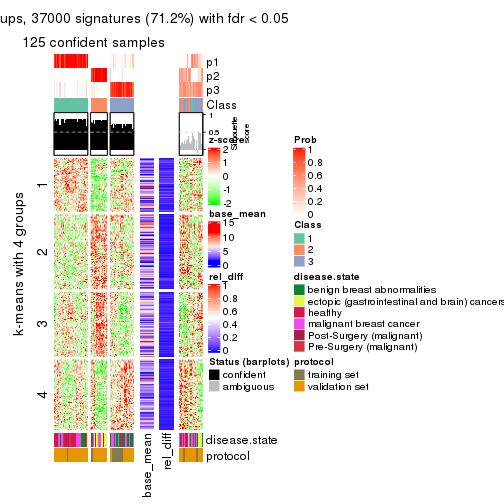 ups, 37000 signatures (71.2%) with fdr < 0.05
125 confident samples
p1
p2
p3
Class
1
0.5
0
Silhouette
score
k-means with 4 groups
1
2
3
4
z-score
2
1
0
-1
-2
base_mean
15
10
5
0
rel_diff
1
0.8
0.6
0.4
0.2
0
Status (barplots)
confident
ambiguous
Prob
1
0.8
0.6
0.4
0.2
0
Class
1
2
3
disease.state
benign breast abnormalities
ectopic (gastrointestinal and brain) cancers
healthy
malignant breast cancer
Post-Surgery (malignant)
Pre-Surgery (malignant)
protocol
training set
validation set
disease.state
protocol
base_mean
rel_diff